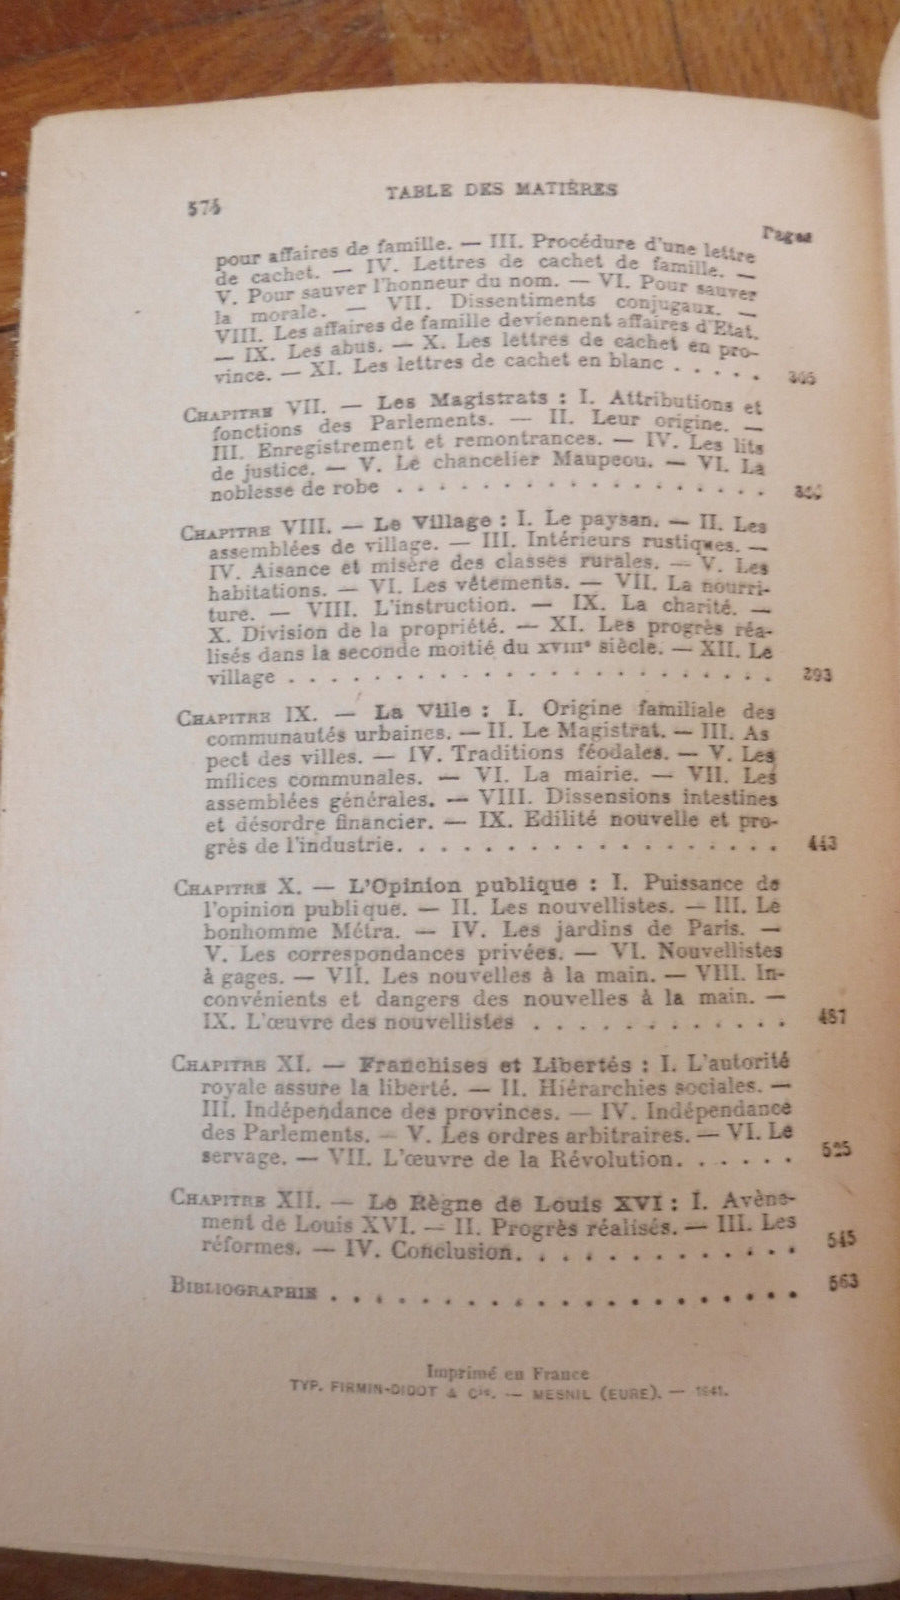 574
TABLE DES MATIÈRES
Pages
pour affaires de famille. — III. Procédure d'une lettre
de cachet. — IV. Lettres de cachet de famille. —
V. Pour sauver l'honneur du nom. — VI. Pour sauver
la morale. — VII. Dissentiments conjugaux. —
VIII. Les affaires de famille deviennent affaires d'Etat.
— IX. Les abus. — X. Les lettres de cachet en pro-
vince. — XI. Les lettres de cachet en blanc . . . . .
CHAPITRE VII. — Les Magistrats : I. Attributions et
fonctions des Parlements. — II. Leur origine. —
III. Enregistrement et remontrances. — IV. Les lits
de justice. — V. Le chancelier Maupeou. — VI. La
noblesse de robe . . . . . . . . . . . . . . . . .
CHAPITRE VIII. — Le Village : I. Le paysan. — II. Les
assemblées de village. — III. Intérieurs rustiques. —
IV. Aisance et misère des classes rurales. — V. Les
habitations. — VI. Les vêtements. — VII. La nourri-
ture. — VIII. L'instruction. — IX. La charité. —
X. Division de la propriété. — XI. Les progrès réa-
lisés dans la seconde moitié du XVIIIe siècle. — XII. Le
village . . . . . . . . . . . . . . . . . . . . . . 393
CHAPITRE IX. — La Ville : I. Origine familiale des
communautés urbaines. — II. Le Magistrat. — III. As
pect des villes. — IV. Traditions féodales. — V. Les
milices communales. — VI. La mairie. — VII. Les
assemblées générales. — VIII. Dissensions intestines
et désordre financier. — IX. Edilité nouvelle et pro-
grès de l'industrie. . . . . . . . . . . . . . . . . 443
CHAPITRE X. — L'Opinion publique : I. Puissance de
l'opinion publique. — II. Les nouvellistes. — III. Le
bonhomme Métra. — IV. Les jardins de Paris. —
V. Les correspondances privées. — VI. Nouvellistes
à gages. — VII. Les nouvelles à la main. — VIII. In-
convénients et dangers des nouvelles à la main. —
IX. L'œuvre des nouvellistes . . . . . . . . . . . . 487
CHAPITRE XI. — Franchises et Libertés : I. L'autorité
royale assure la liberté. — II. Hiérarchies sociales. —
III. Indépendance des provinces. — IV. Indépendance
des Parlements. — V. Les ordres arbitraires. — VI. Le
servage. — VII. L'œuvre de la Révolution. . . . . . . 525
CHAPITRE XII. — Le Règne de Louis XVI : I. Avène-
ment de Louis XVI. — II. Progrès réalisés. — III. Les
réformes. — IV. Conclusion. . . . . . . . . . . . . 545
BIBLIOGRAPHIE . . . . . . . . . . . . . . . . . . . . 563
Imprimé en France
TYP. FIRMIN-DIDOT & Cie. — MESNIL (EURE). — 1941.